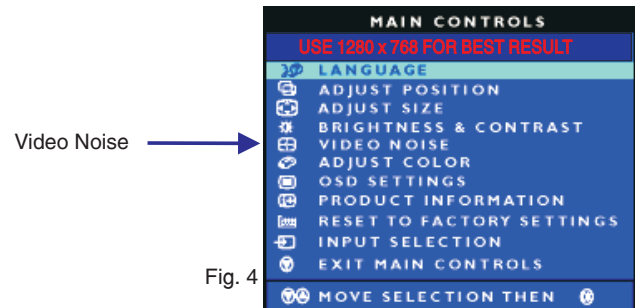 MAIN CONTROLS
USE 1280 x 768 FOR BEST RESULT
LANGUAGE
ADJUST POSITION
ADJUST SIZE
BRIGHTNESS & CONTRAST
Video Noise
VIDEO NOISE
ADJUST COLOR
OSD SETTINGS
PRODUCT INFORMATION
RESET TO FACTORY SETTINGS
INPUT SELECTION
EXIT MAIN CONTROLS
Fig. 4
MOVE SELECTION THEN